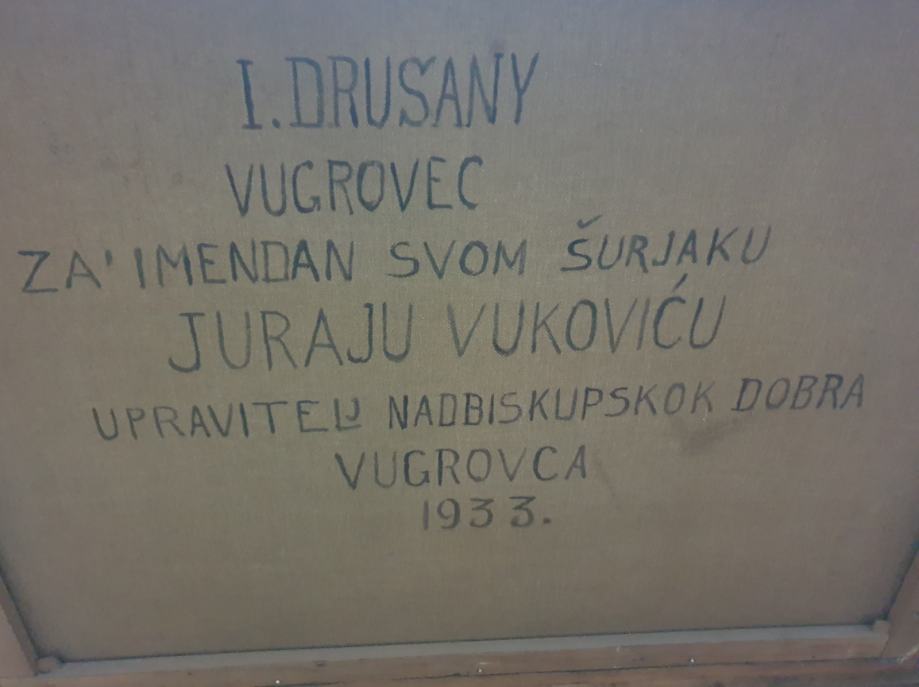 I. DRUSANY
VUGROVEC
ZA' IMENDAN SVOM ŠURJAKU
JURAJU VUKOVIĆU
UPRAVITELJ NADBISKUPSKOK DOBRA
VUGROVCA
1933.